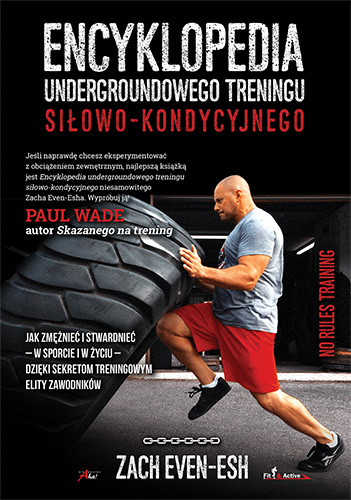 ENCYKLOPEDIA
UNDERGROUNDOWEGO TRENINGU
SIŁOWO-KONDYCYJNEGO
Jeśli naprawdę chcesz eksperymentować
z obciążeniem zewnętrznym, najlepszą książką
jest Encyklopedia undergroundowego treningu
siłowo-kondycyjnego niesamowitego
Zacha Even-Esha. Wypróbuj ją!
PAUL WADE
autor Skazanego na trening
NO RULES TRAINING
JAK ZMĘŻNIEĆ I STWARDNIEĆ
– W SPORCIE I W ŻYCIU –
DZIĘKI SEKRETOM TRENINGOWYM
ELITY ZAWODNIKÓW
ZACH EVEN-ESH
Aha!
Fit & Active